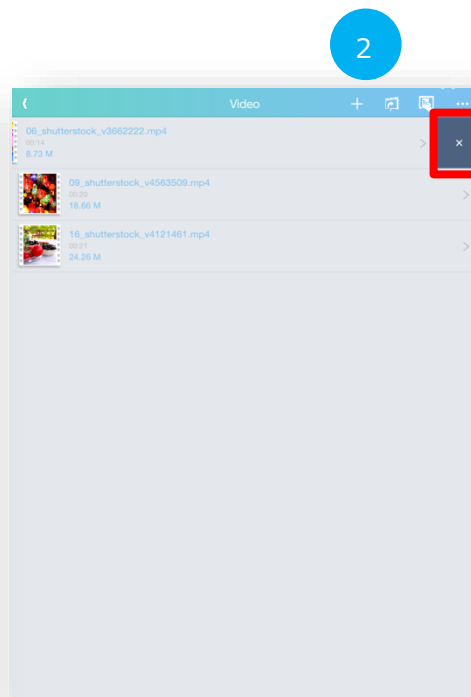 2
Video
06_shutterstock_v3662222.mp4
00:14
8.73 M
09_shutterstock_v4563509.mp4
00:22
18.66 M
16_shutterstock_v4121461.mp4
00:21
24.26 M